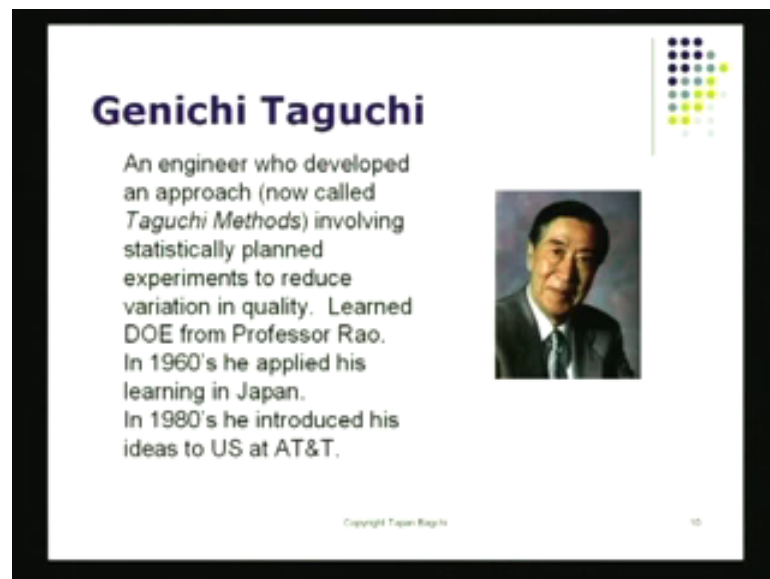 Genichi Taguchi
An engineer who developed
an approach (now called
Taguchi Methods) involving
statistically planned
experiments to reduce
variation in quality.  Learned
DOE from Professor Rao.
In 1960's he applied his
learning in Japan.
In 1980's he introduced his
ideas to US at AT&T.
Copyright Tapan Bagchi